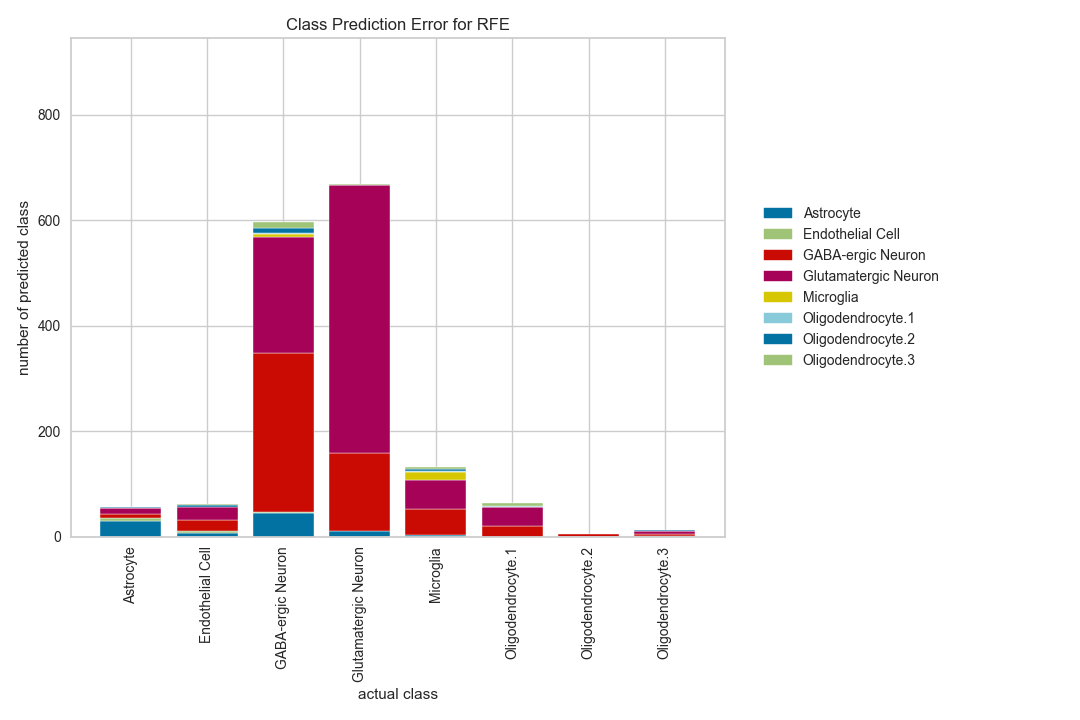 Class Prediction Error for RFE
800
600
400
200
0
number of predicted class
Astrocyte
Endothelial Cell
GABA-ergic Neuron
Glutamatergic Neuron
Microglia
Oligodendrocyte.1
Oligodendrocyte.2
Oligodendrocyte.3
actual class
Astrocyte
Endothelial Cell
GABA-ergic Neuron
Glutamatergic Neuron
Microglia
Oligodendrocyte.1
Oligodendrocyte.2
Oligodendrocyte.3